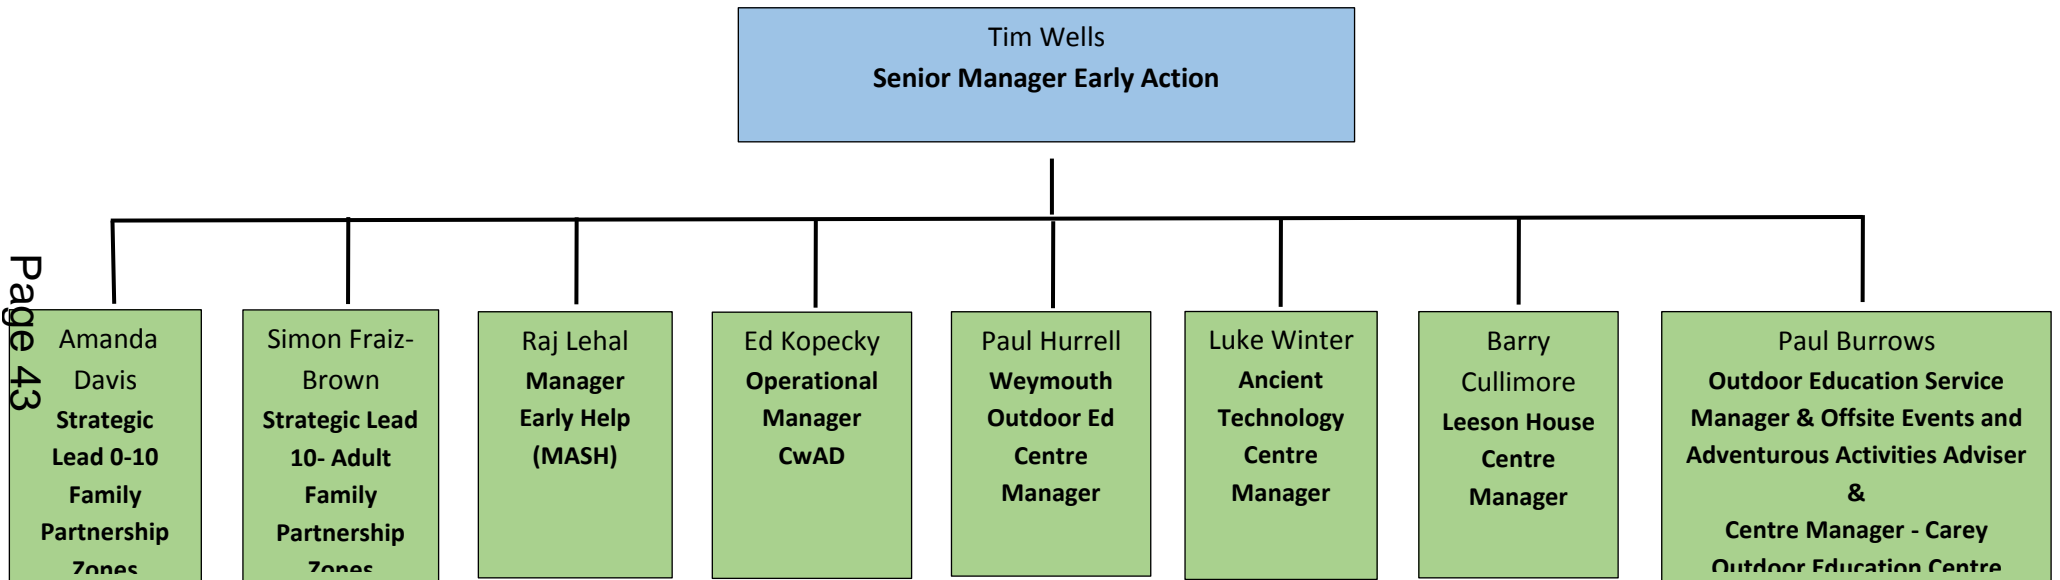 Tim Wells
Senior Manager Early Action
Page 43
Amanda
Davis
Strategic
Lead 0-10
Family
Partnership
Zones
Simon Fraiz-
Brown
Strategic Lead
10- Adult
Family
Partnership
Zones
Raj Lehal
Manager
Early Help
(MASH)
Ed Kopecky
Operational
Manager
CwAD
Paul Hurrell
Weymouth
Outdoor Ed
Centre
Manager
Luke Winter
Ancient
Technology
Centre
Manager
Barry
Cullimore
Leeson House
Centre
Manager
Paul Burrows
Outdoor Education Service
Manager & Offsite Events and
Adventurous Activities Adviser
&
Centre Manager - Carey
Outdoor Education Centre